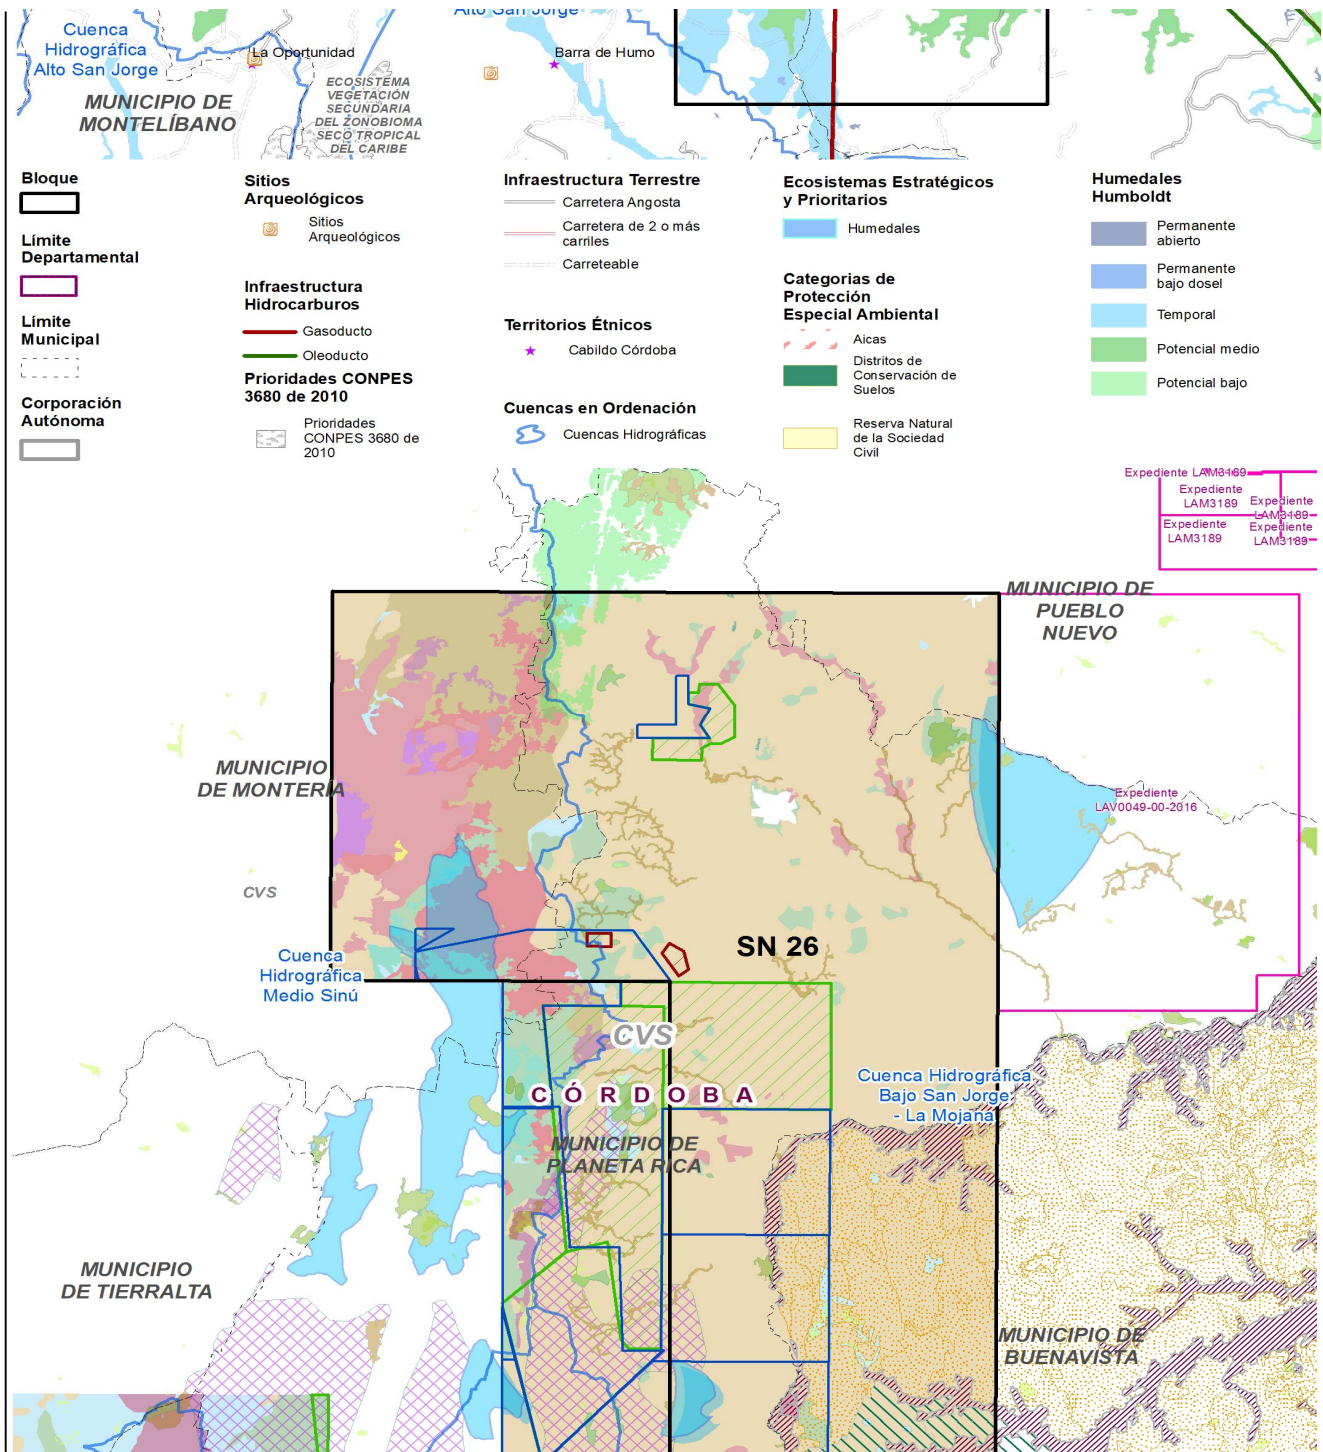 Cuenca
Hidrográfica
Alto San Jorge
La Oportunidad
MUNICIPIO DE
MONTELÍBANO
ECOSISTEMA
VEGETACIÓN
SECUNDARIA
DEL ZONOBIOMA
SECO TROPICAL
DEL CARIBE
Alto San Jorge
Barra de Humo
Bloque
Límite
Departamental
Límite
Municipal
Corporación
Autónoma
Sitios
Arqueológicos
Sitios
Arqueológicos
Infraestructura
Hidrocarburos
Gasoducto
Oleoducto
Prioridades CONPES
3680 de 2010
Prioridades
CONPES 3680 de
2010
Infraestructura Terrestre
Carretera Angosta
Carretera de 2 o más
carriles
Carreteable
Territorios Étnicos
Cabildo Córdoba
Cuencas en Ordenación
Cuencas Hidrográficas
Ecosistemas Estratégicos
y Prioritarios
Humedales
Categorias de
Protección
Especial Ambiental
Aicas
Distritos de
Conservación de
Suelos
Reserva Natural
de la Sociedad
Civil
Humedales
Humboldt
Permanente
abierto
Permanente
bajo dosel
Temporal
Potencial medio
Potencial bajo
Expediente LAM3189
Expediente
LAM3189
Expediente
LAM3189
Expediente
LAM3189
Expediente
LAM3189
MUNICIPIO DE
PUEBLO
NUEVO
MUNICIPIO
DE MONTERÍA
Expediente
LAV0049-00-2016
CVS
SN 26
Cuenca
Hidrográfica
Medio Sinú
CVS
CÓRDOBA
Cuenca Hidrográfica
Bajo San Jorge
- La Mojana
MUNICIPIO DE
PLANETA RICA
MUNICIPIO
DE TIERRALTA
MUNICIPIO DE
BUENAVISTA